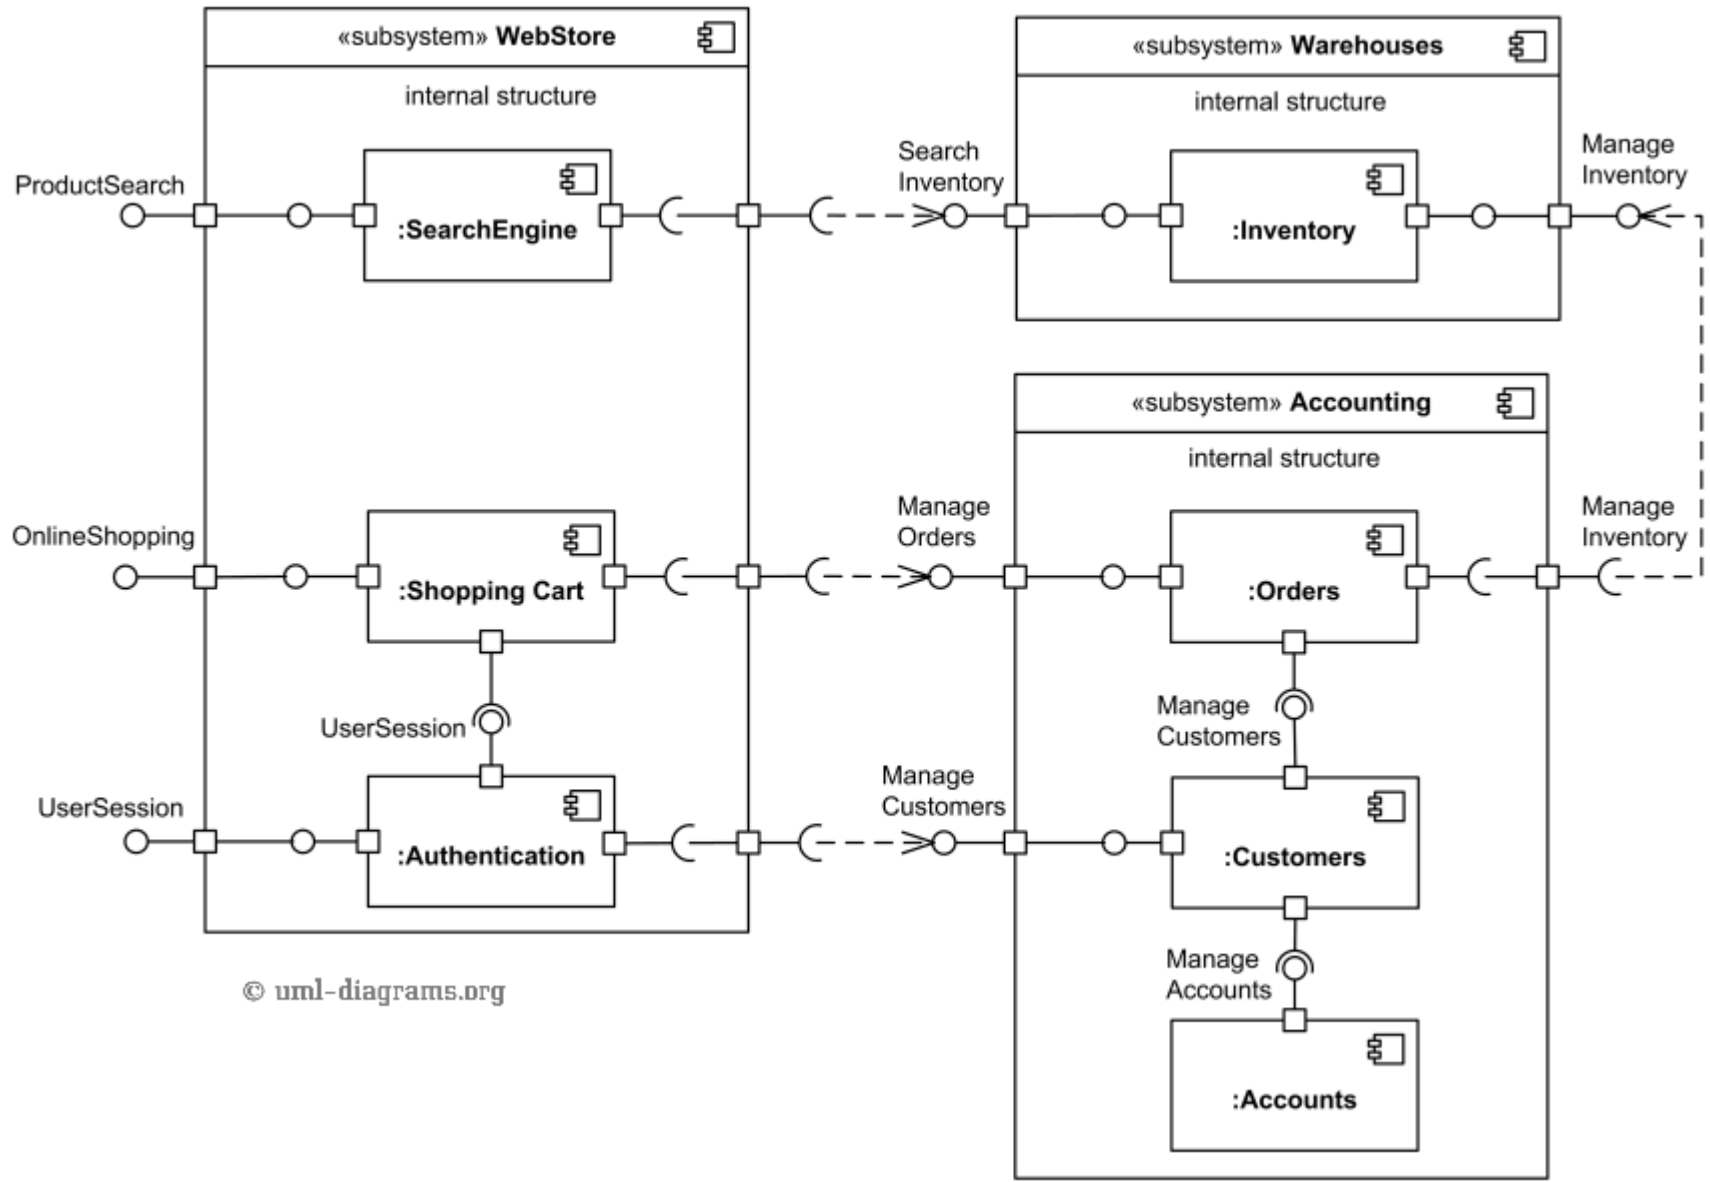 «subsystem» WebStore
internal structure
ProductSearch
:SearchEngine
OnlineShopping
:Shopping Cart
UserSession
UserSession
:Authentication
«subsystem» Warehouses
internal structure
Search
Inventory
:Inventory
Manage
Inventory
«subsystem» Accounting
internal structure
Manage
Orders
:Orders
Manage
Inventory
Manage
Customers
Manage
Customers
:Customers
Manage
Accounts
:Accounts
© uml-diagrams.org